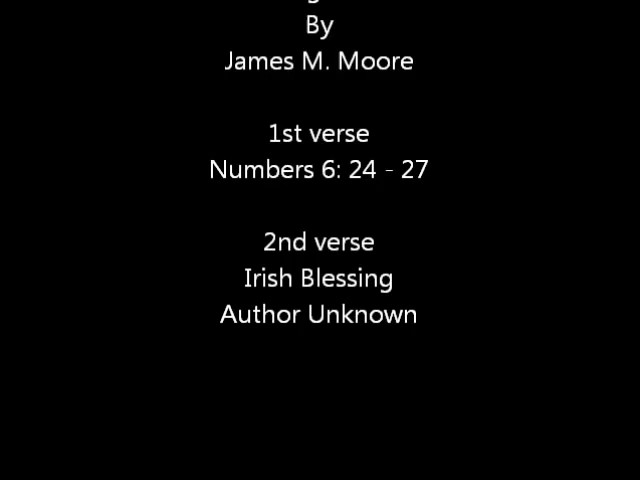 By
James M. Moore
1st verse
Numbers 6: 24 - 27
2nd verse
Irish Blessing
Author Unknown